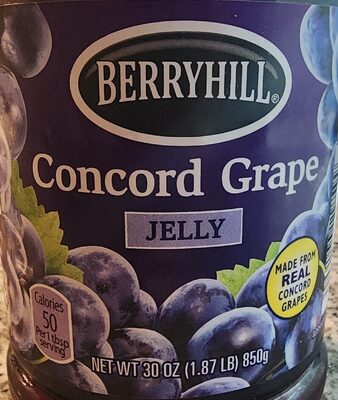 BERRYHILL®
Concord Grape
JELLY
MADE FROM
REAL
CONCORD
GRAPES
Calories
50
Per 1 tbsp
serving
NET WT 30 OZ (1.87 LB) 850g